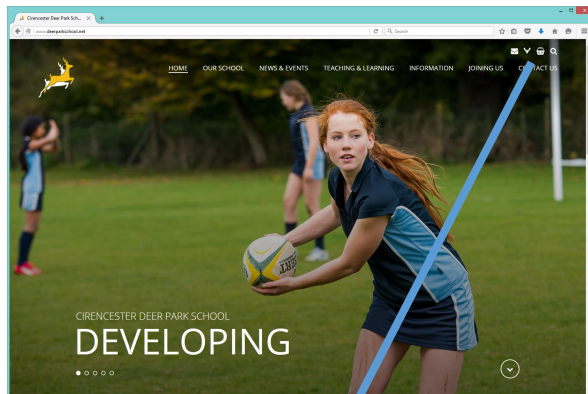 Cirencester Deer Park Sch...
www.deerparkschool.net
Search
HOME OUR SCHOOL NEWS & EVENTS TEACHING & LEARNING INFORMATION JOINING US CONTACT US
GILBERT
CIRENCESTER DEER PARK SCHOOL
DEVELOPING